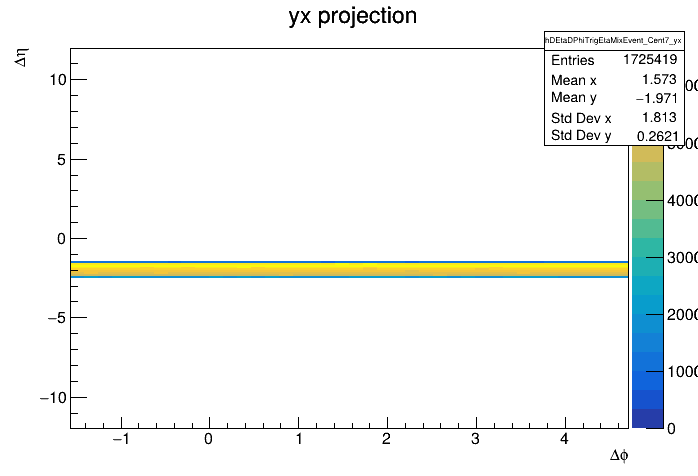 yx projection
hDEtaDPhiTrigEtaMixEvent_Cent7_yx
Entries 1725419
Mean x 1.573
Mean y −1.971
Std Dev x 1.813
Std Dev y 0.2621
Δη
10
5
0
−5
−10
−1 0 1 2 3 4
Δϕ
4000
3000
2000
1000
0